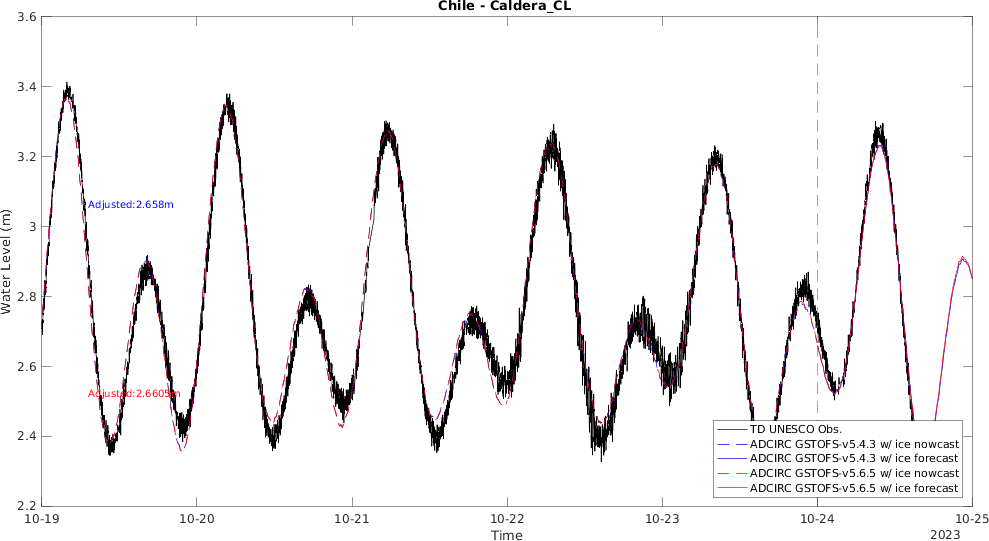 Chile - Caldera_CL
3.6
3.4
3.2
3
2.8
2.6
2.4
2.2
Water Level (m)
Adjusted:2.658m
Adjusted:2.6605m
TD UNESCO Obs.
ADCIRC GSTOFS-v5.4.3 w/ ice nowcast
ADCIRC GSTOFS-v5.4.3 w/ ice forecast
ADCIRC GSTOFS-v5.6.5 w/ ice nowcast
ADCIRC GSTOFS-v5.6.5 w/ ice forecast
10-19 10-20 10-21 10-22 10-23 10-24 10-25
Time
2023